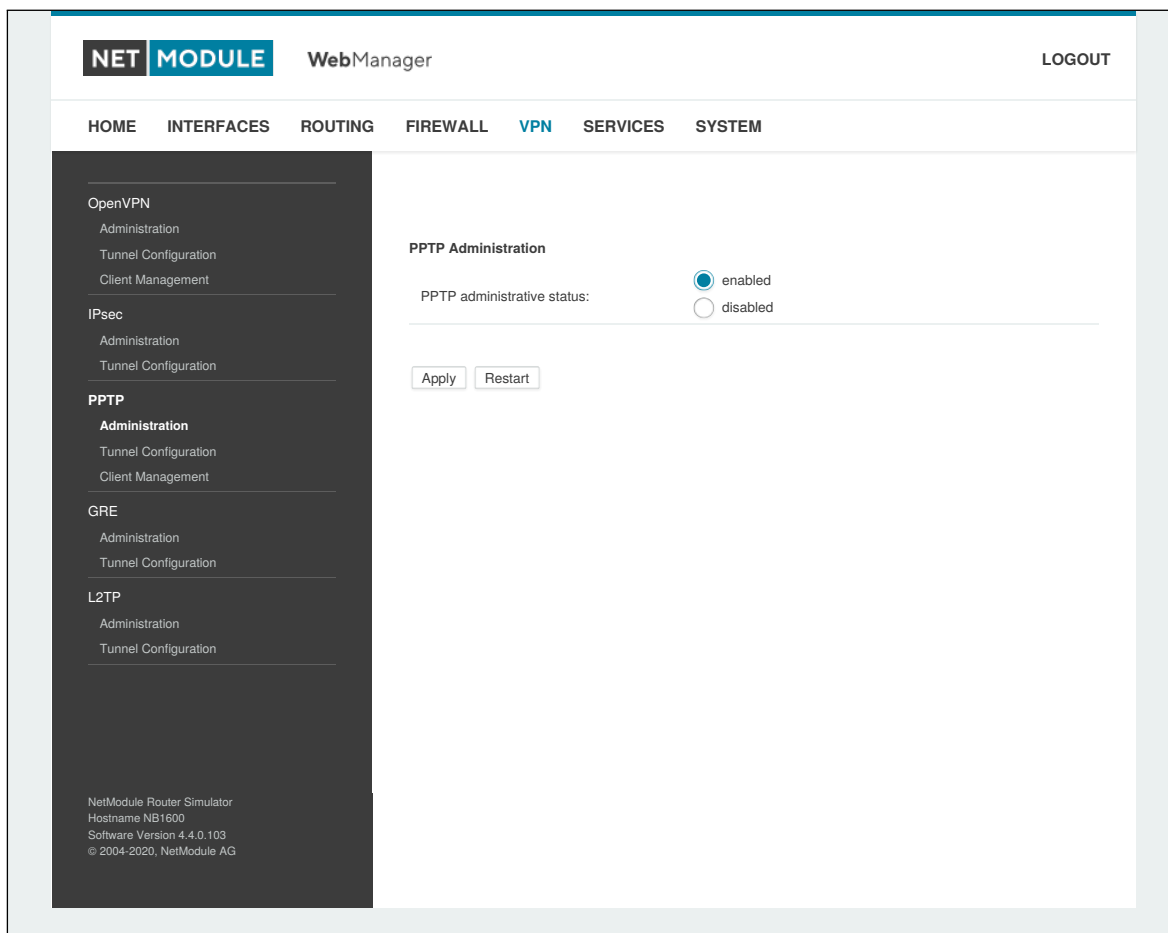 NET MODULE WebManager LOGOUT
HOME INTERFACES ROUTING FIREWALL VPN SERVICES SYSTEM
OpenVPN
Administration
Tunnel Configuration
Client Management
IPsec
Administration
Tunnel Configuration
PPTP
Administration
Tunnel Configuration
Client Management
GRE
Administration
Tunnel Configuration
L2TP
Administration
Tunnel Configuration
NetModule Router Simulator
Hostname NB1600
Software Version 4.4.0.103
© 2004-2020, NetModule AG
PPTP Administration
PPTP administrative status:
enabled
disabled
Apply Restart